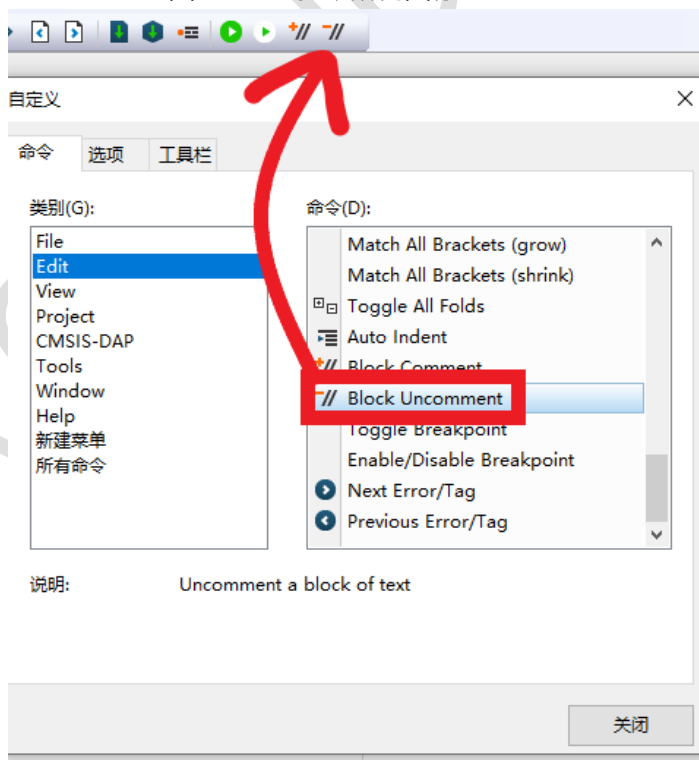 自定义
命令 选项 工具栏
类别(G):
File
Edit
View
Project
CMSIS-DAP
Tools
Window
Help
新建菜单
所有命令
命令(D):
Match All Brackets (grow)
Match All Brackets (shrink)
Toggle All Folds
Auto Indent
Block Comment
Block Uncomment
Toggle Breakpoint
Enable/Disable Breakpoint
Next Error/Tag
Previous Error/Tag
说明: Uncomment a block of text
关闭